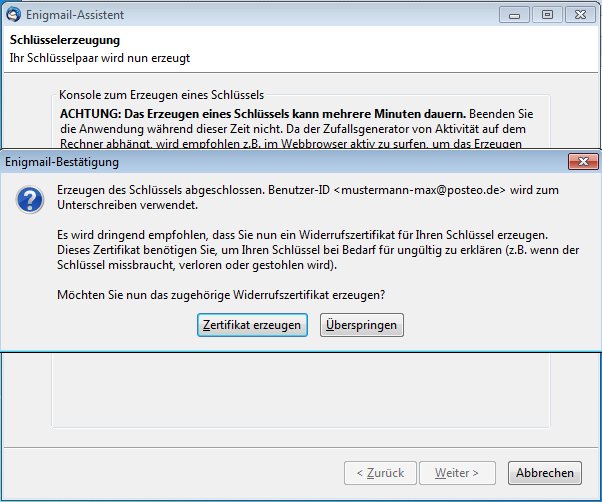 Enigmail-Assistent
Schlüsselerzeugung
Ihr Schlüsselpaar wird nun erzeugt
Konsole zum Erzeugen eines Schlüssels
ACHTUNG: Das Erzeugen eines Schlüssels kann mehrere Minuten dauern. Beenden Sie
die Anwendung während dieser Zeit nicht. Da der Zufallsgenerator von Aktivität auf dem
Rechner abhängt, wird empfohlen z.B. im Webbrowser aktiv zu surfen, um das Erzeugen
Enigmail-Bestätigung
Erzeugen des Schlüssels abgeschlossen. Benutzer-ID <mustermann-max@posteo.de> wird zum
Unterschreiben verwendet.
Es wird dringend empfohlen, dass Sie nun ein Widerrufszertifikat für Ihren Schlüssel erzeugen.
Dieses Zertifikat benötigen Sie, um Ihren Schlüssel bei Bedarf für ungültig zu erklären (z.B. wenn der
Schlüssel missbraucht, verloren oder gestohlen wird).
Möchten Sie nun das zugehörige Widerrufszertifikat erzeugen?
Zertifikat erzeugen Überspringen
< Zurück Weiter > Abbrechen